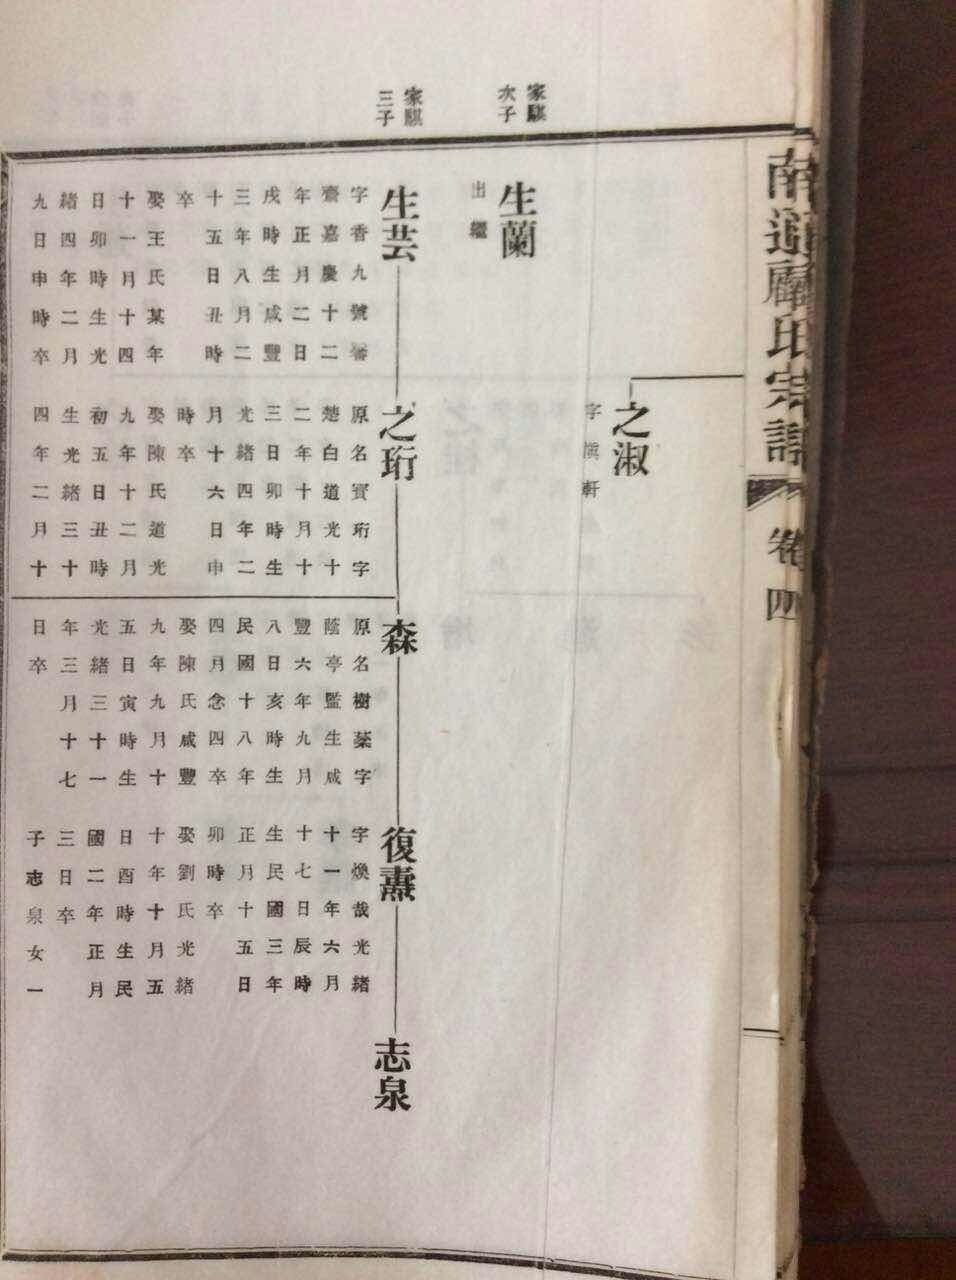 南通顧氏宗譜
卷四
之淑
字慎軒
家騏
次子
生蘭
出繼
家騏
三子
生芸
字香九號
齋嘉慶十二
年正月二日
戌時生咸豐
三年八月二
十五日丑時
卒
娶王氏某年
十一月十四
日卯時生光
緒四年二月
九日申時卒
之珩
原名寶珩字
楚白道光十
二年十月十
三日卯時生
光緒四年二
月十六日申
時卒
娶陳氏道光
九年十二月
初五日丑時
生光緒三十
四年二月十
森
原名樹棻字
蔭亭監生咸
豐六年九月
八日亥時生
民國十八年
四月念四卒
娶陳氏咸豐
九年九月十
五日寅時生
光緒三十一
年三月十七
日卒
復燾
字煥哉光緒
十一年六月
十七日辰時
生民國三年
正月十五日
卯時卒
娶劉氏光緒
十年十月五
日酉時生民
國二年正月
三日卒
子志泉女一
志泉